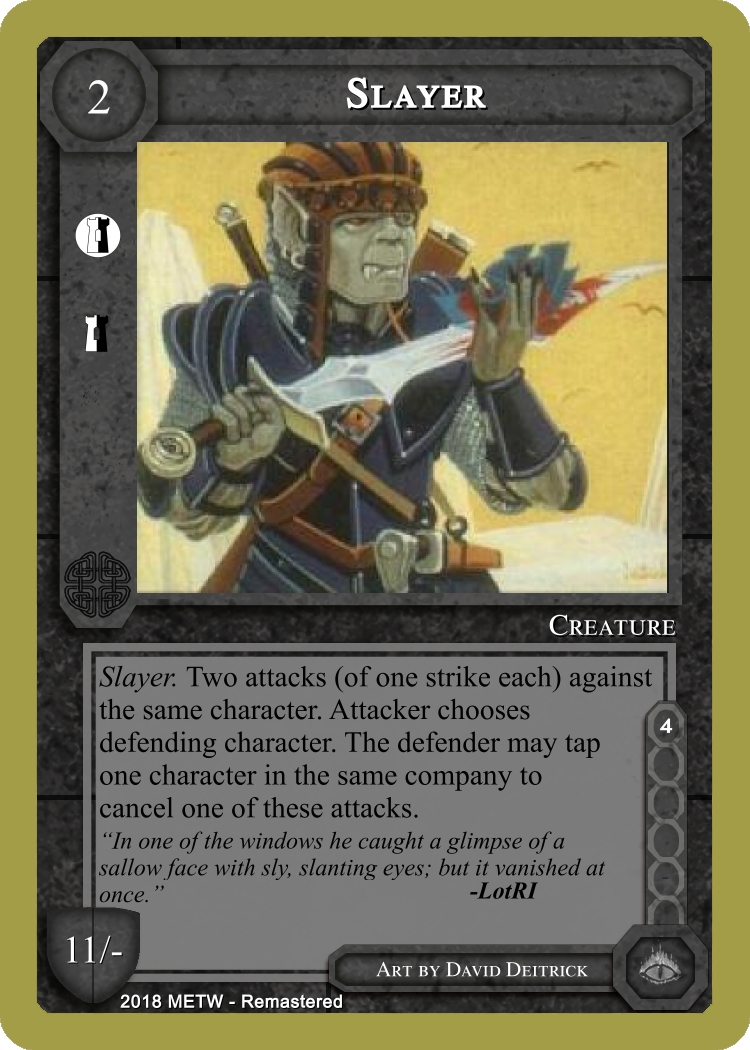 2
Slayer
Creature
Slayer. Two attacks (of one strike each) against
the same character. Attacker chooses
defending character. The defender may tap
one character in the same company to
cancel one of these attacks.
“In one of the windows he caught a glimpse of a
sallow face with sly, slanting eyes; but it vanished at
once.” -LotRI
4
11/-
Art by David Deitrick
2018 METW - Remastered